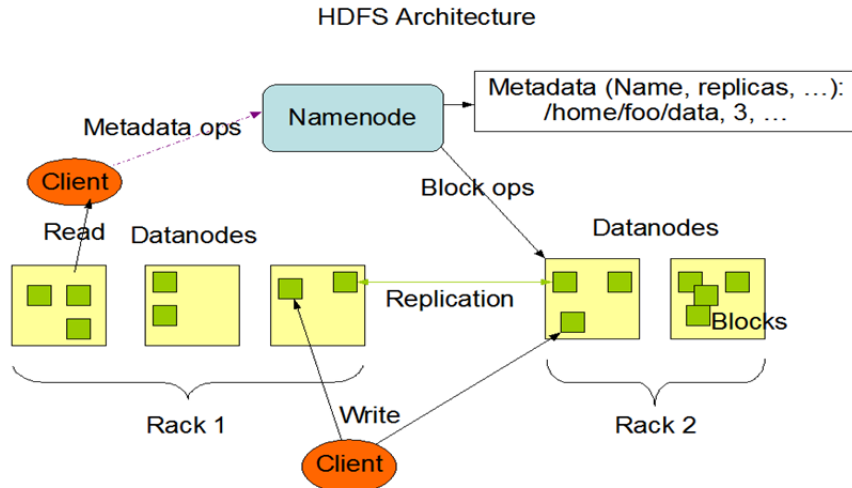 HDFS Architecture
Metadata (Name, replicas, …):
/home/foo/data, 3, …
Namenode
Metadata ops
Client
Block ops
Read
Datanodes
Datanodes
Replication
Blocks
Rack 1
Write
Rack 2
Client